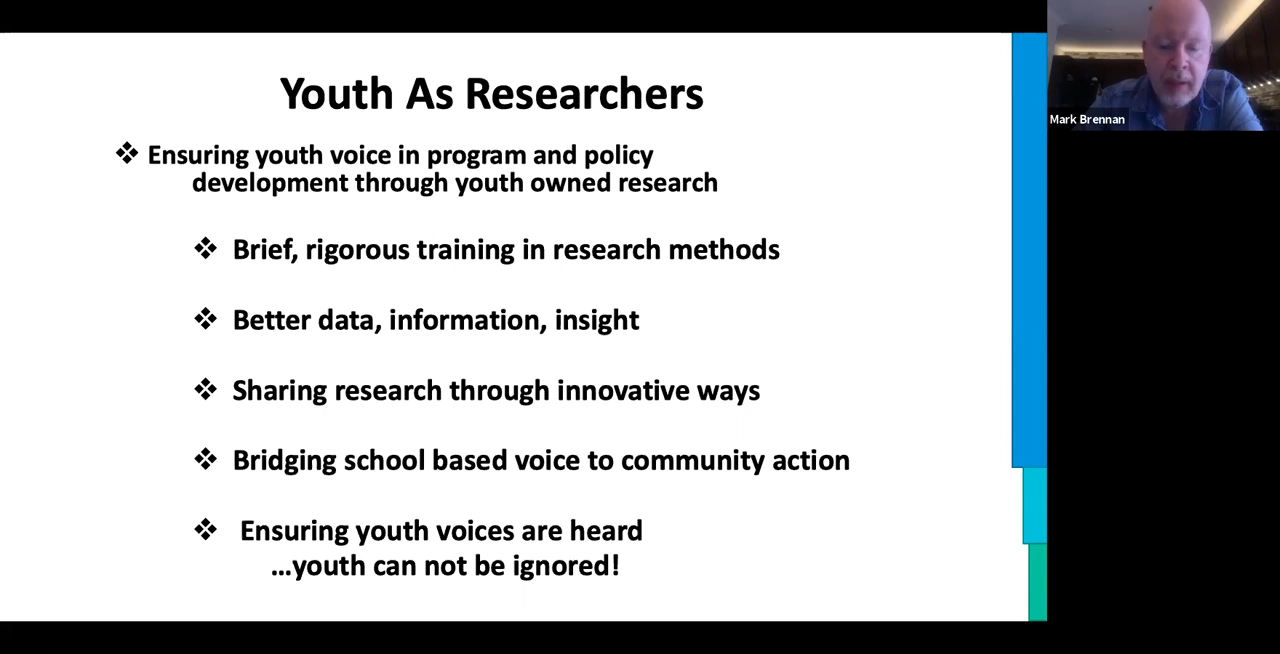 Youth As Researchers
❖ Ensuring youth voice in program and policy
development through youth owned research
❖ Brief, rigorous training in research methods
❖ Better data, information, insight
❖ Sharing research through innovative ways
❖ Bridging school based voice to community action
❖ Ensuring youth voices are heard
...youth can not be ignored!
Mark Brennan